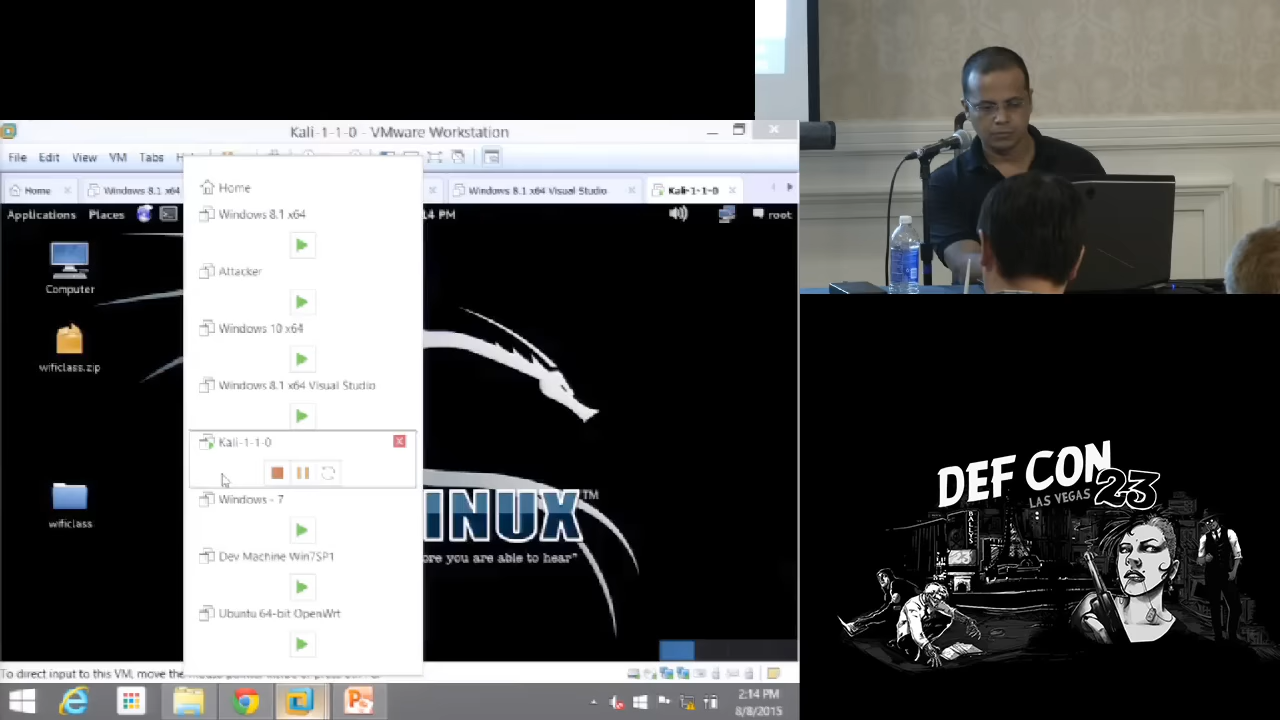 Kali-1-1-0 - VMware Workstation
File Edit View VM Tabs
Home Windows 8.1 x64 Windows 8.1 x64 Visual Studio Kali-1-1-0
Applications Places 14 PM root
Computer
wificlass.zip
wificlass
Home
Windows 8.1 x64
Attacker
Windows 10 x64
Windows 8.1 x64 Visual Studio
Kali-1-1-0
Windows - 7
Dev Machine Win7SP1
Ubuntu 64-bit OpenWrt
INUX™
ore you are able to hear"
To direct input to this VM, move the
2:14 PM
8/8/2015
DEF CON
LAS VEGAS 23
BALLYS